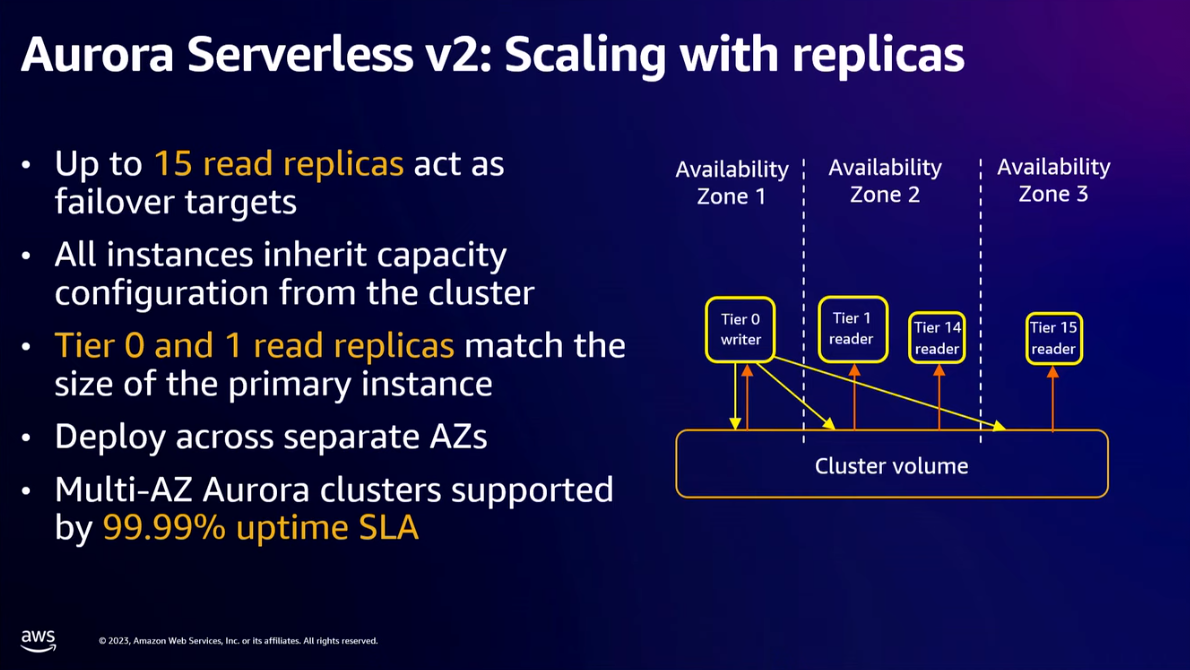 Aurora Serverless v2: Scaling with replicas
• Up to 15 read replicas act as
failover targets
• All instances inherit capacity
configuration from the cluster
• Tier 0 and 1 read replicas match the
size of the primary instance
• Deploy across separate AZs
• Multi-AZ Aurora clusters supported
by 99.99% uptime SLA
Availability
Zone 1
Availability
Zone 2
Availability
Zone 3
Tier 0
writer
Tier 1
reader
Tier 14
reader
Tier 15
reader
Cluster volume
aws
© 2023, Amazon Web Services, Inc. or its affiliates. All rights reserved.